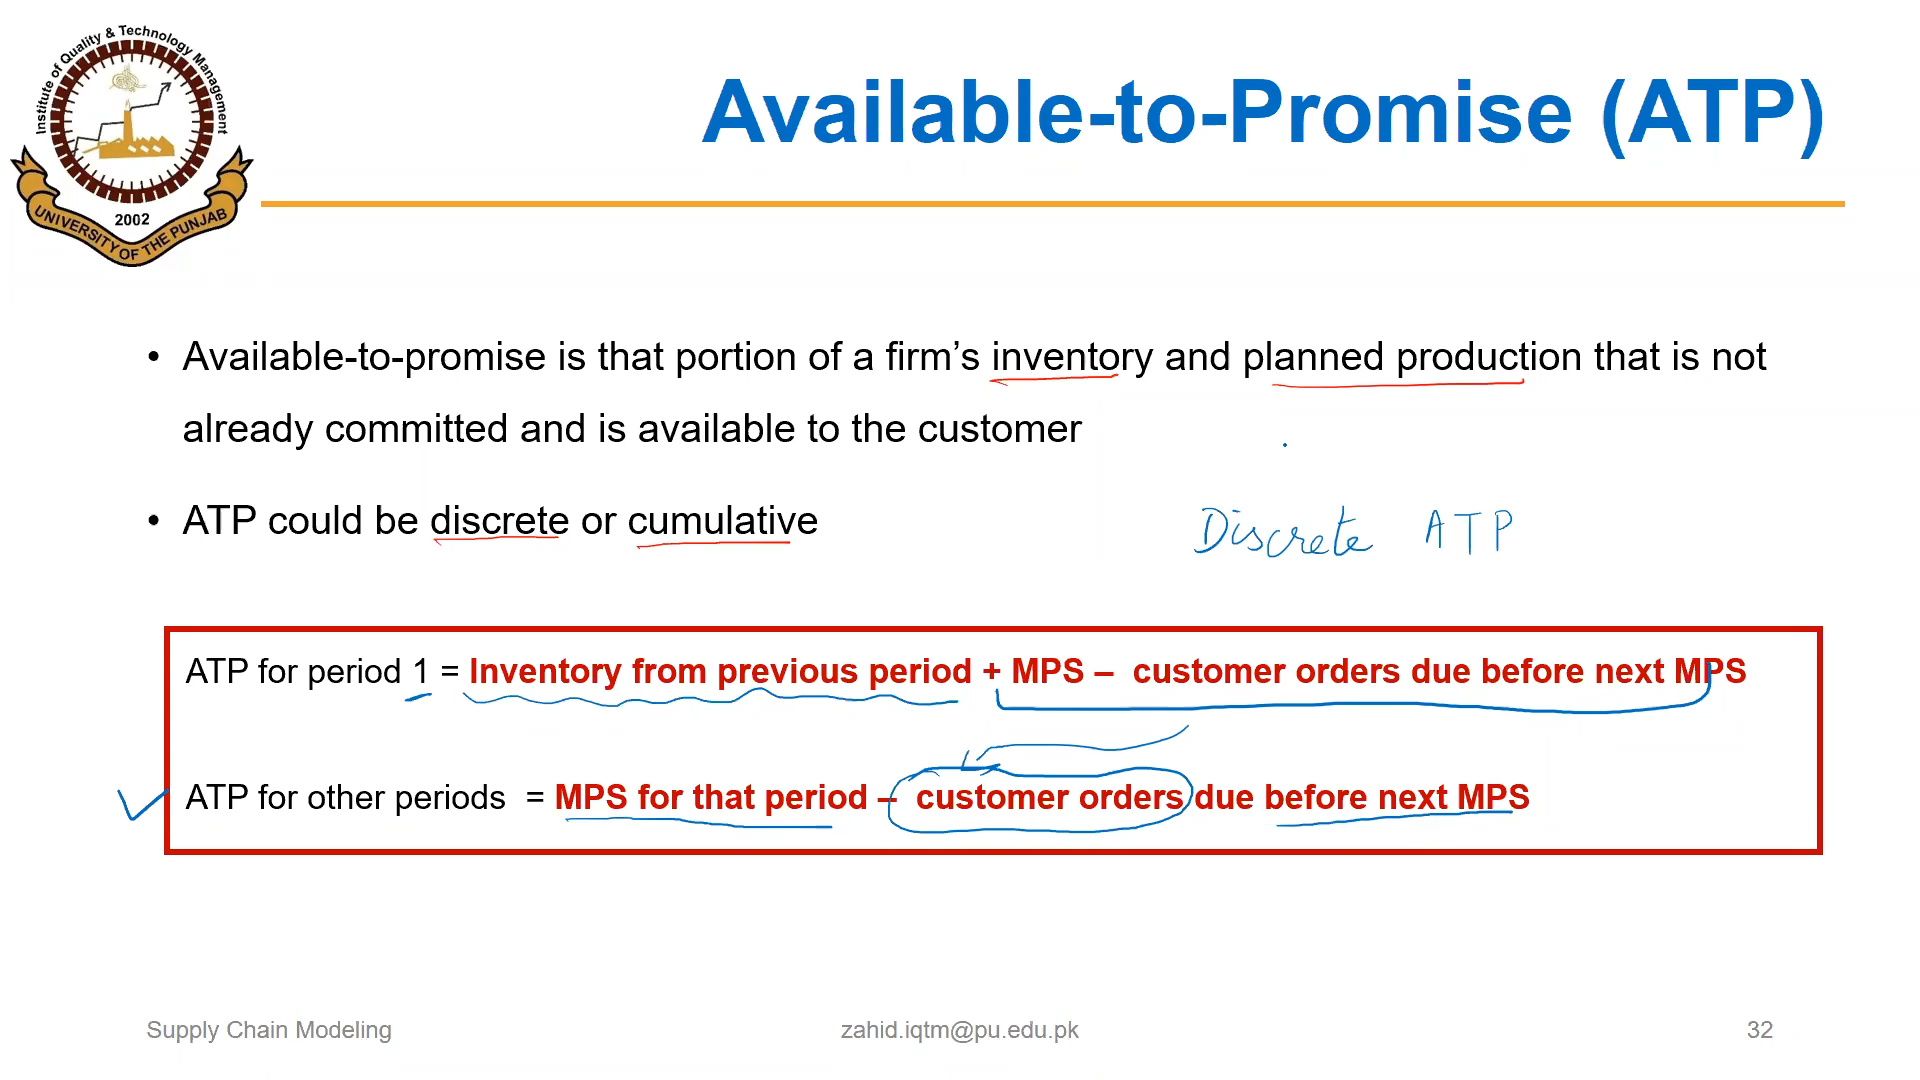 Institute of Quality & Technology Management
2002
UNIVERSITY OF THE PUNJAB
Available-to-Promise (ATP)
• Available-to-promise is that portion of a firm’s inventory and planned production that is not
already committed and is available to the customer
• ATP could be discrete or cumulative
Discrete ATP
ATP for period 1 = Inventory from previous period + MPS – customer orders due before next MPS
ATP for other periods = MPS for that period – customer orders due before next MPS
Supply Chain Modeling
zahid.iqtm@pu.edu.pk
32